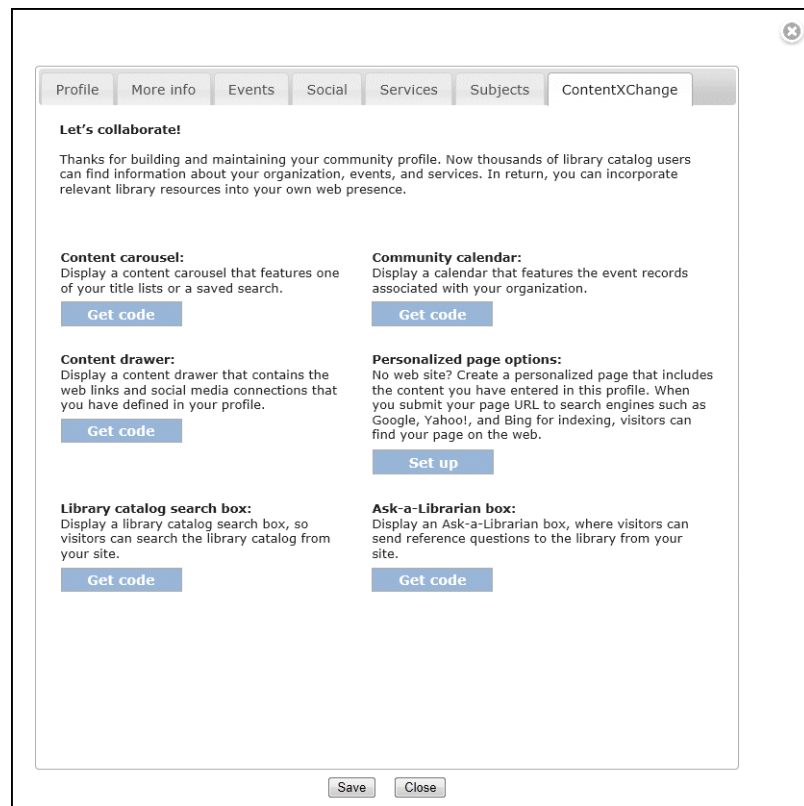 Profile
More info
Events
Social
Services
Subjects
ContentXChange
Let's collaborate!
Thanks for building and maintaining your community profile. Now thousands of library catalog users
can find information about your organization, events, and services. In return, you can incorporate
relevant library resources into your own web presence.
Content carousel:
Display a content carousel that features one
of your title lists or a saved search.
Get code
Community calendar:
Display a calendar that features the event records
associated with your organization.
Get code
Content drawer:
Display a content drawer that contains the
web links and social media connections that
you have defined in your profile.
Get code
Personalized page options:
No web site? Create a personalized page that includes
the content you have entered in this profile. When
you submit your page URL to search engines such as
Google, Yahoo!, and Bing for indexing, visitors can
find your page on the web.
Set up
Library catalog search box:
Display a library catalog search box, so
visitors can search the library catalog from
your site.
Get code
Ask-a-Librarian box:
Display an Ask-a-Librarian box, where visitors can
send reference questions to the library from your
site.
Get code
Save
Close